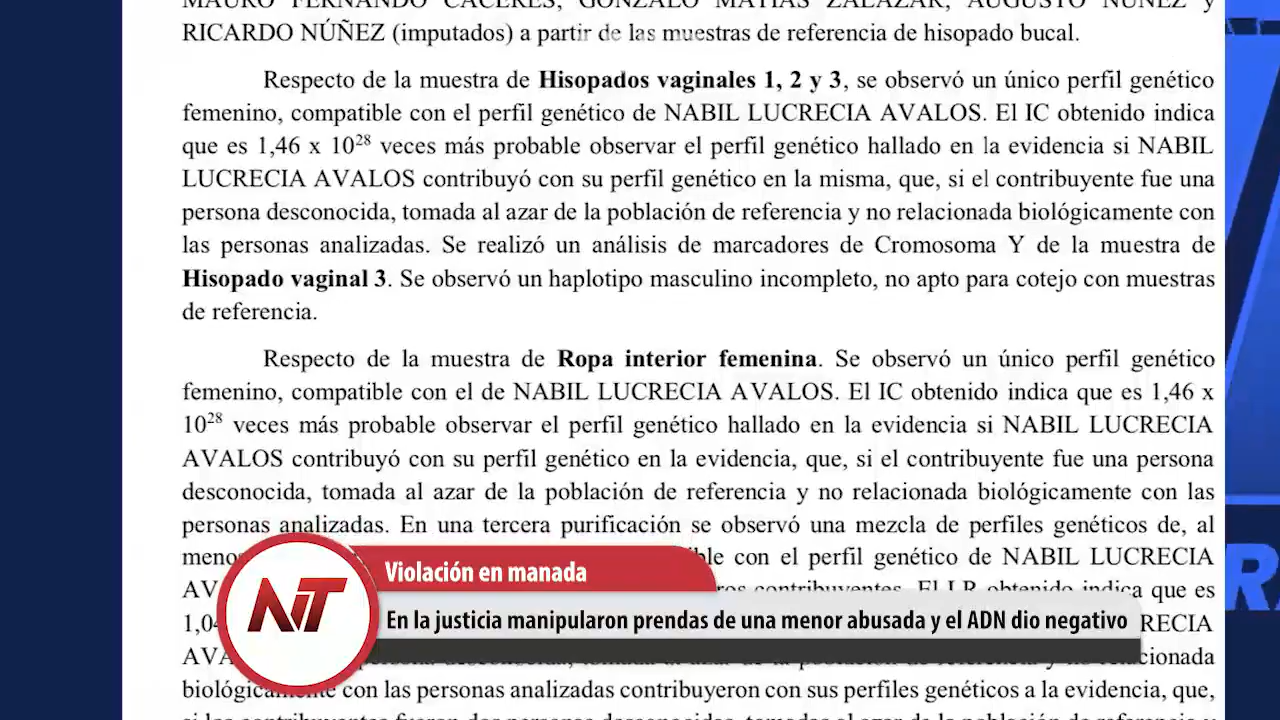 MAURO FERNANDO CÁCERES, GONZALO MATÍAS ZALAZAR, AUGUSTO NÚÑEZ y
RICARDO NÚÑEZ (imputados) a partir de las muestras de referencia de hisopado bucal.
Respecto de la muestra de Hisopados vaginales 1, 2 y 3, se observó un único perfil genético
femenino, compatible con el perfil genético de NABIL LUCRECIA AVALOS. El IC obtenido indica
que es 1,46 x 10²⁸ veces más probable observar el perfil genético hallado en la evidencia si NABIL
LUCRECIA AVALOS contribuyó con su perfil genético en la misma, que, si el contribuyente fue una
persona desconocida, tomada al azar de la población de referencia y no relacionada biológicamente con
las personas analizadas. Se realizó un análisis de marcadores de Cromosoma Y de la muestra de
Hisopado vaginal 3. Se observó un haplotipo masculino incompleto, no apto para cotejo con muestras
de referencia.
Respecto de la muestra de Ropa interior femenina. Se observó un único perfil genético
femenino, compatible con el de NABIL LUCRECIA AVALOS. El IC obtenido indica que es 1,46 x
10²⁸ veces más probable observar el perfil genético hallado en la evidencia si NABIL LUCRECIA
AVALOS contribuyó con su perfil genético en la evidencia, que, si el contribuyente fue una persona
desconocida, tomada al azar de la población de referencia y no relacionada biológicamente con las
personas analizadas. En una tercera purificación se observó una mezcla de perfiles genéticos de, al
con el perfil genético de NABIL LUCRECIA
contribuyentes. El LR obtenido indica que es
biológicamente con las personas analizadas contribuyeron con sus perfiles genéticos a la evidencia, que,
NiT
Violación en manada
En la justicia manipularon prendas de una menor abusada y el ADN dio negativo
R